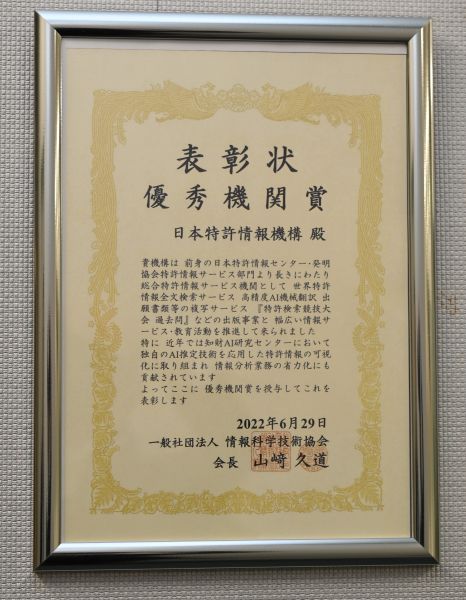 表彰状
優秀機関賞
日本特許情報機構 殿
貴機構は 前身の日本特許情報センター・発明
協会特許情報サービス部門より長きにわたり
総合特許情報サービス機関として 世界特許
情報全文検索サービス 高精度AI機械翻訳 出
願書類等の複写サービス 『特許検索競技大
会 過去問』などの出版事業と 幅広い情報サ
ービス・教育活動を推進して来られました
特に 近年では知財AI研究センターにおいて
独自のAI推定技術を応用した特許情報の可視
化に取り組まれ 情報分析業務の省力化にも
貢献されています
よってここに 優秀機関賞を授与してこれを
表彰します
2022年6月29日
一般社団法人 情報科学技術協会
会長 山﨑 久道